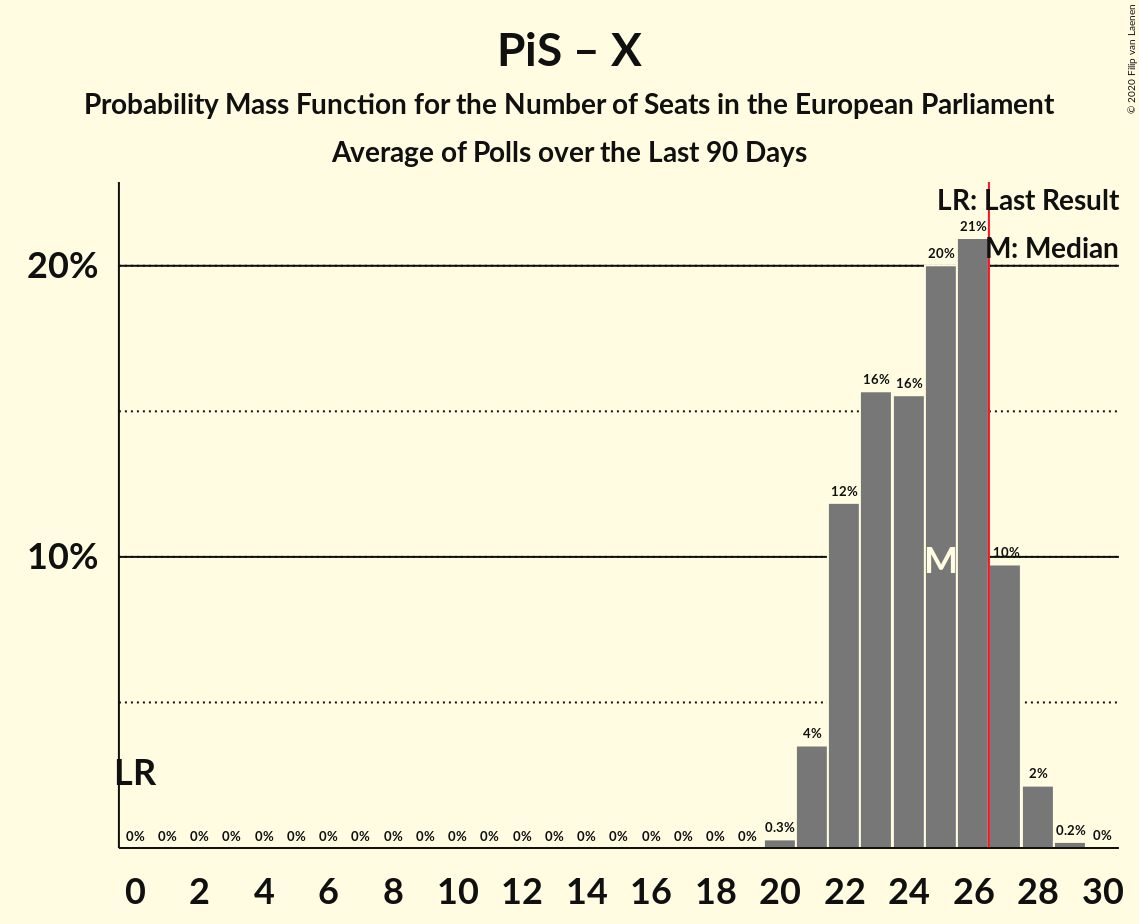 PiS – X
Probability Mass Function for the Number of Seats in the European Parliament
Average of Polls over the Last 90 Days
© 2020 Filip van Laenen
LR: Last Result
M: Median
20%
10%
0% 0% 0% 0% 0% 0% 0% 0% 0% 0% 0% 0% 0% 0% 0% 0% 0% 0% 0% 0% 0.3% 4% 12% 16% 16% 20% 21% 10% 2% 0.2% 0%
M
LR
0 2 4 6 8 10 12 14 16 18 20 22 24 26 28 30